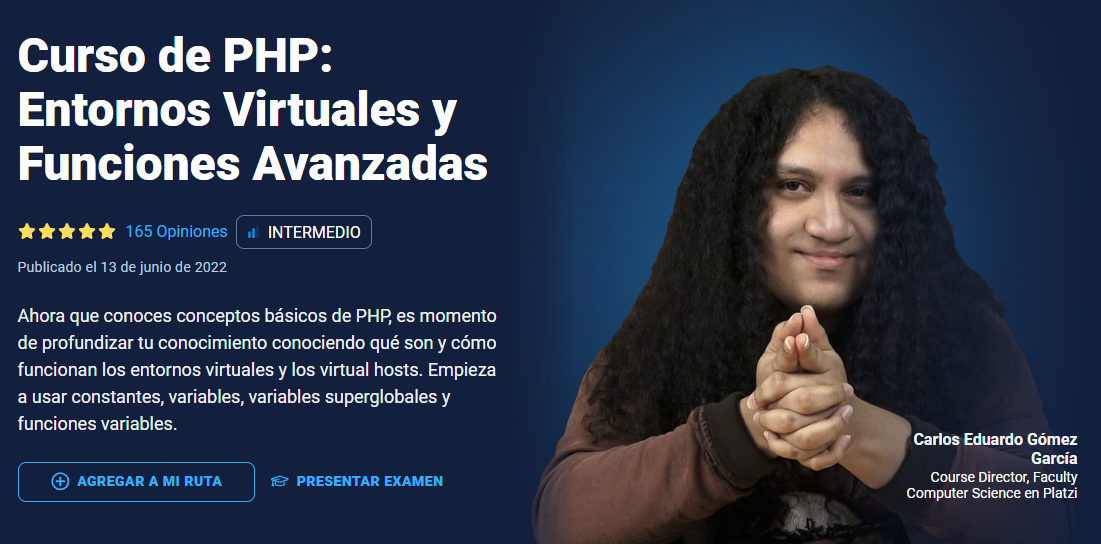 Curso de PHP:
Entornos Virtuales y
Funciones Avanzadas
165 Opiniones
INTERMEDIO
Publicado el 13 de junio de 2022
Ahora que conoces conceptos básicos de PHP, es momento
de profundizar tu conocimiento conociendo qué son y cómo
funcionan los entornos virtuales y los virtual hosts. Empieza
a usar constantes, variables, variables superglobales y
funciones variables.
AGREGAR A MI RUTA
PRESENTAR EXAMEN
Carlos Eduardo Gómez
García
Course Director, Faculty
Computer Science en Platzi